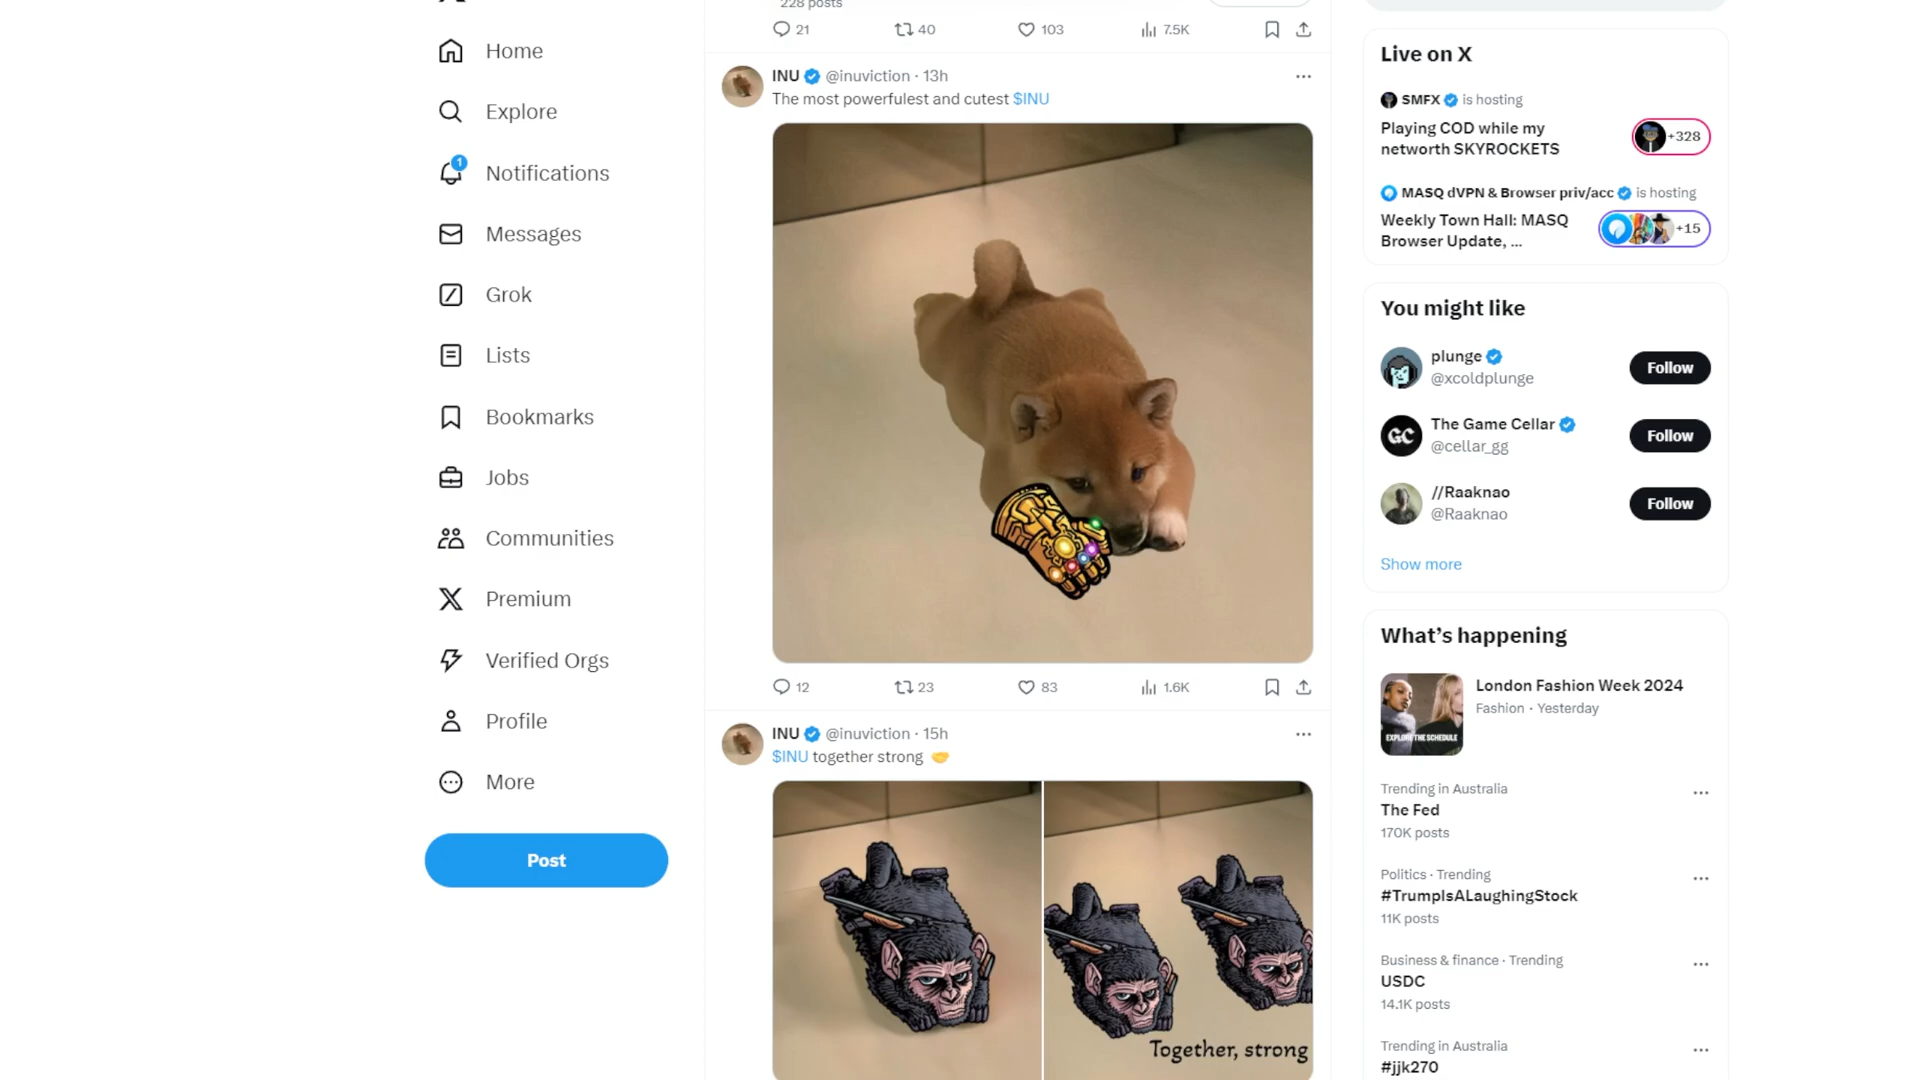 228 posts
21
40
103
7.5K
Home
Explore
1
Notifications
Messages
Grok
Lists
Bookmarks
Jobs
Communities
Premium
Verified Orgs
Profile
More
Post
INU @inuviction · 13h
The most powerfulest and cutest $INU
12
23
83
1.6K
INU @inuviction · 15h
$INU together strong
Together, strong
Live on X
SMFX is hosting
Playing COD while my
networth SKYROCKETS
+328
MASQ dVPN & Browser priv/acc is hosting
Weekly Town Hall: MASQ
Browser Update, ...
+15
You might like
plunge
@xcoldplunge
Follow
GC
The Game Cellar
@cellar_gg
Follow
//Raaknao
@Raaknao
Follow
Show more
What’s happening
EXPLORE THE SCHEDULE
London Fashion Week 2024
Fashion · Yesterday
Trending in Australia
The Fed
170K posts
Politics · Trending
#TrumpIsALaughingStock
11K posts
Business & finance · Trending
USDC
14.1K posts
Trending in Australia
#jjk270